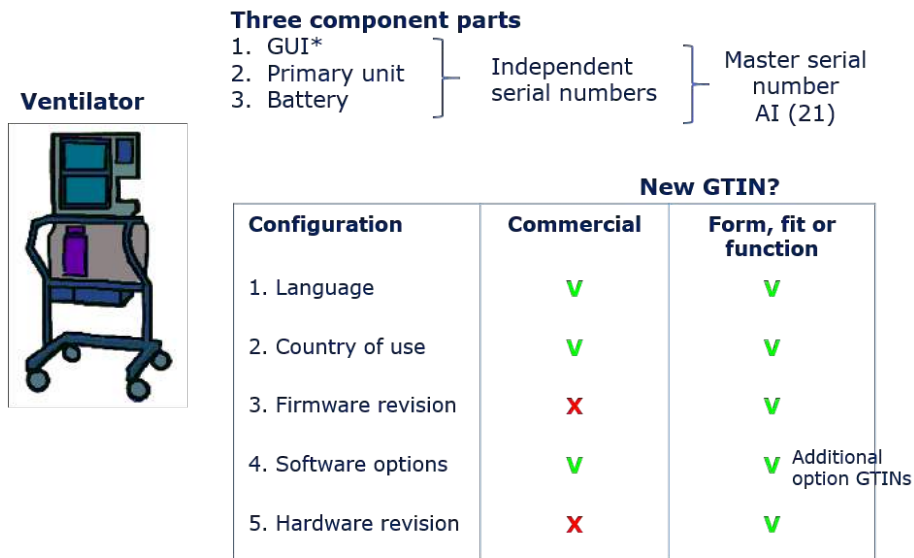 Three component parts
1. GUI*
2. Primary unit
3. Battery
Independent
serial numbers
Master serial
number
AI (21)
Ventilator
New GTIN?
Configuration Commercial Form, fit or
function
1. Language V V
2. Country of use V V
3. Firmware revision X V
4. Software options V V Additional
option GTINs
5. Hardware revision X V